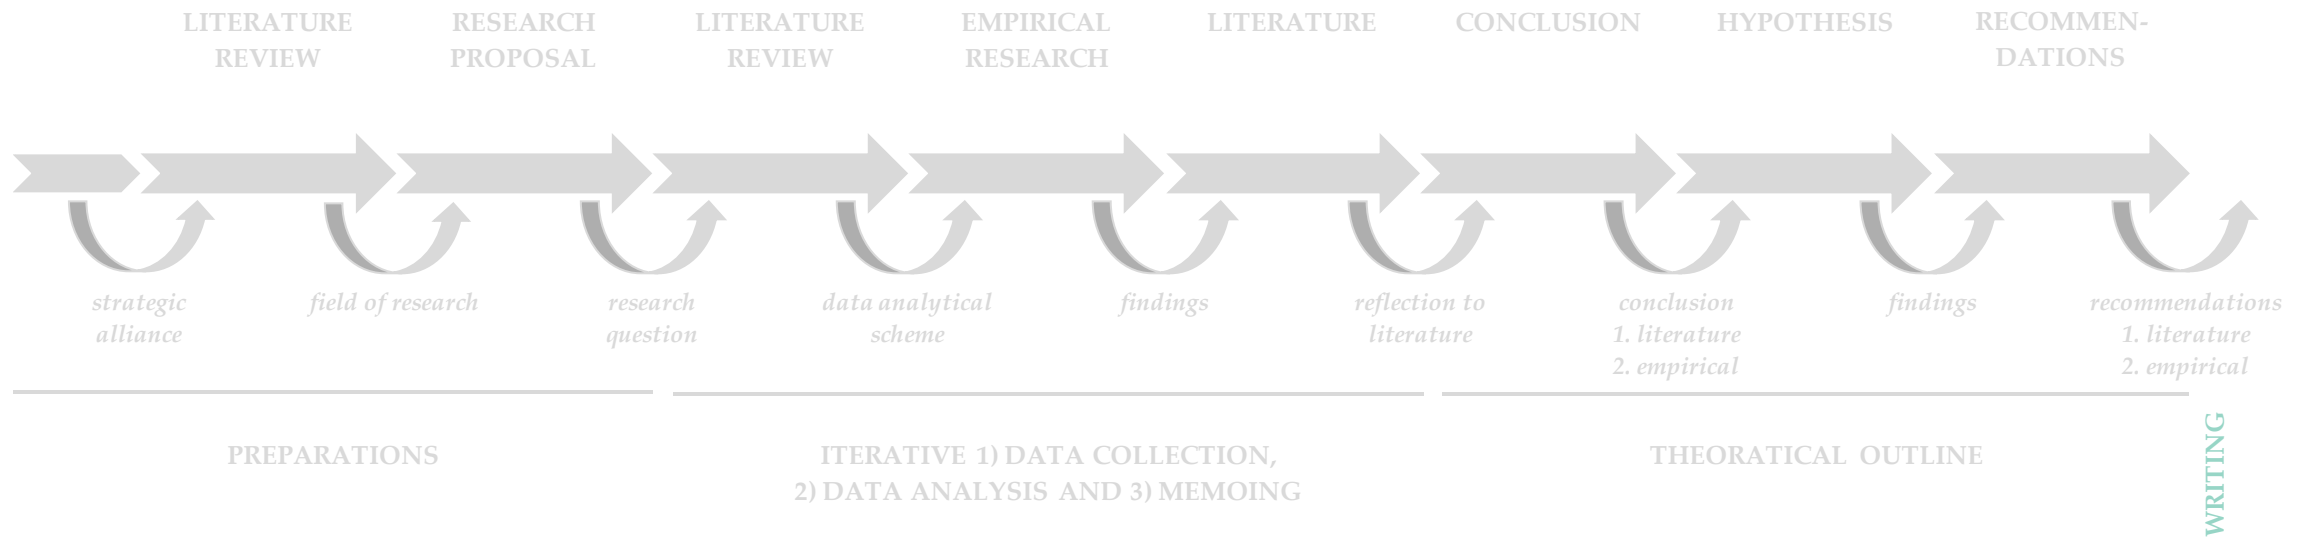 LITERATURE
REVIEW
RESEARCH
PROPOSAL
LITERATURE
REVIEW
EMPIRICAL
RESEARCH
LITERATURE
CONCLUSION
HYPOTHESIS
RECOMMEN-
DATIONS
strategic
alliance
field of research
research
question
data analytical
scheme
findings
reflection to
literature
conclusion
1. literature
2. empirical
findings
recommendations
1. literature
2. empirical
PREPARATIONS
ITERATIVE 1) DATA COLLECTION,
2) DATA ANALYSIS AND 3) MEMOING
THEORATICAL OUTLINE
WRITING